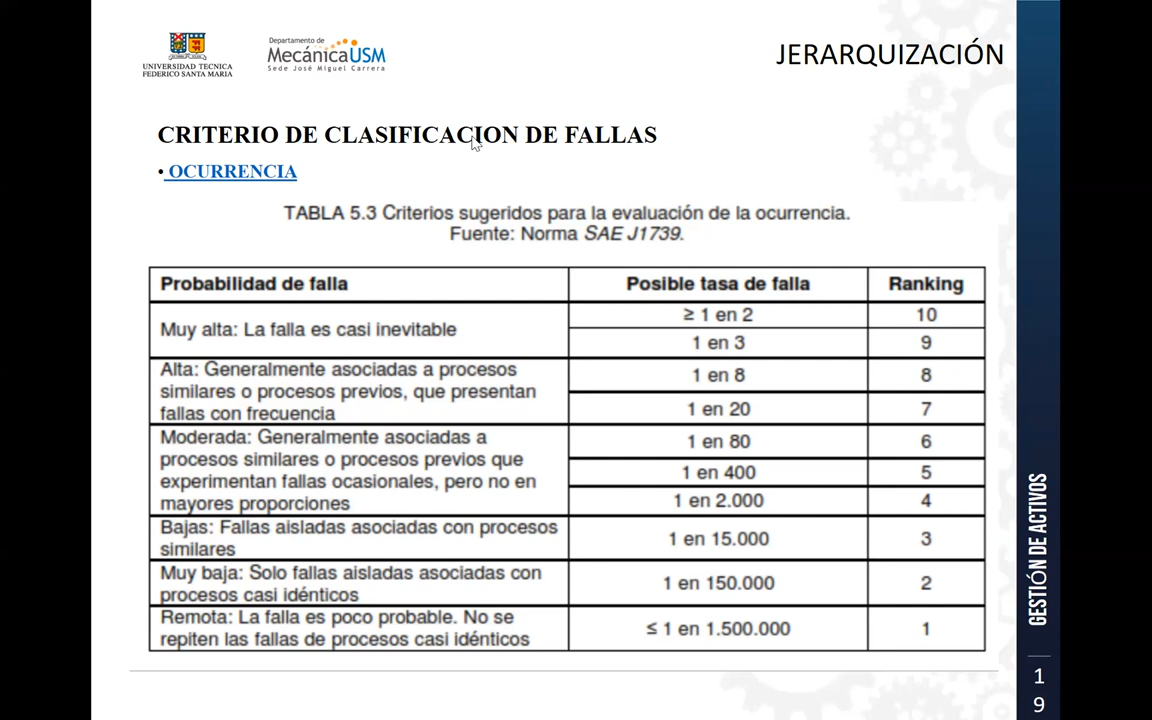 UNIVERSIDAD TECNICA
FEDERICO SANTA MARIA
Departamento de
MecánicaUSM
Sede José Miguel Carrera
JERARQUIZACIÓN
CRITERIO DE CLASIFICACION DE FALLAS
• OCURRENCIA
TABLA 5.3 Criterios sugeridos para la evaluación de la ocurrencia.
Fuente: Norma SAE J1739.
Probabilidad de falla Posible tasa de falla Ranking
Muy alta: La falla es casi inevitable
≥ 1 en 2 10
1 en 3 9
Alta: Generalmente asociadas a procesos
similares o procesos previos, que presentan
fallas con frecuencia
1 en 8 8
1 en 20 7
Moderada: Generalmente asociadas a
procesos similares o procesos previos que
experimentan fallas ocasionales, pero no en
mayores proporciones
1 en 80 6
1 en 400 5
1 en 2.000 4
Bajas: Fallas aisladas asociadas con procesos
similares
1 en 15.000 3
Muy baja: Solo fallas aisladas asociadas con
procesos casi idénticos
1 en 150.000 2
Remota: La falla es poco probable. No se
repiten las fallas de procesos casi idénticos
≤ 1 en 1.500.000 1
GESTIÓN DE ACTIVOS
1
9